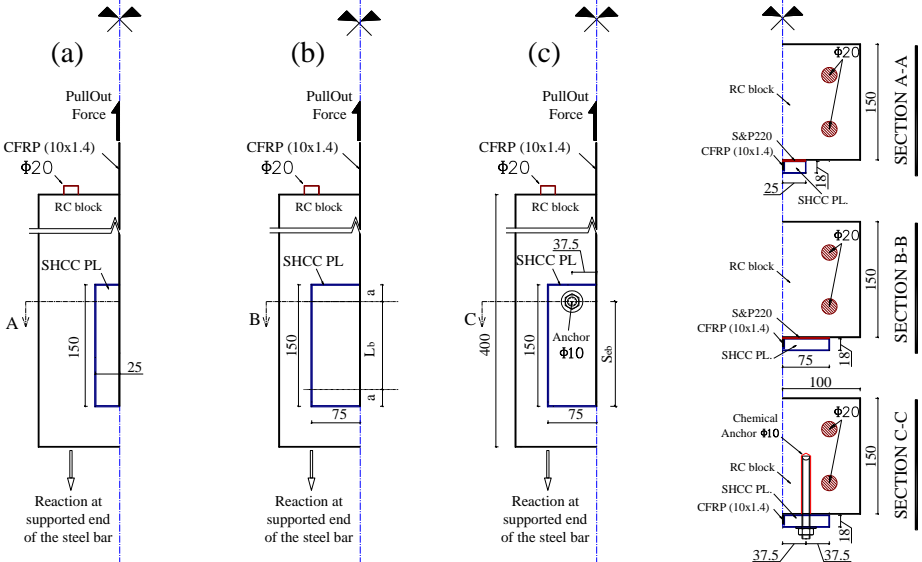 (a)
PullOut
Force
CFRP (10x1.4)
Φ20
RC block
SHCC PL
A
150
25
Reaction at
supported end
of the steel bar
(b)
PullOut
Force
CFRP (10x1.4)
Φ20
RC block
SHCC PL
B
150
a
Lb
a
75
Reaction at
supported end
of the steel bar
(c)
PullOut
Force
CFRP (10x1.4)
Φ20
RC block
37.5
SHCC PL
C
400
150
Anchor
Φ10
Seb
75
Reaction at
supported end
of the steel bar
Φ20
RC block
150
S&P220
CFRP (10x1.4)
18
25
SHCC PL.
SECTION A-A
Φ20
RC block
150
S&P220
CFRP (10x1.4)
SHCC PL.
18
75
100
SECTION B-B
Chemical
Anchor Φ10
Φ20
RC block
150
SHCC PL.
CFRP (10x1.4)
18
37.5
37.5
SECTION C-C